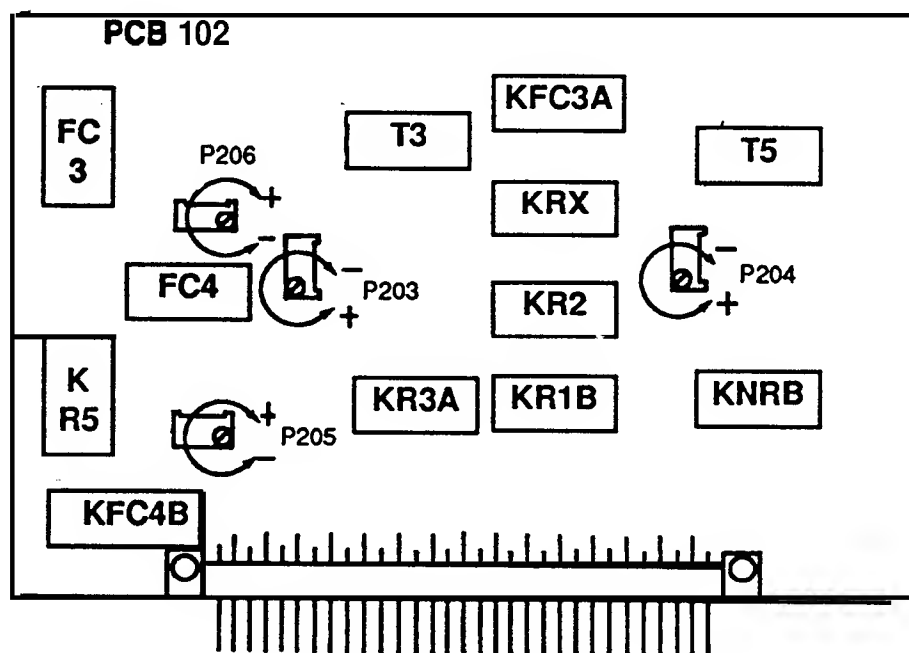 PCB 102
KFC3A
FC
3
T3
T5
P206
+
-
KRX
FC4
-
P203
+
-
P204
+
KR2
K
R5
KR3A
KR1B
KNRB
+
P205
-
KFC4B